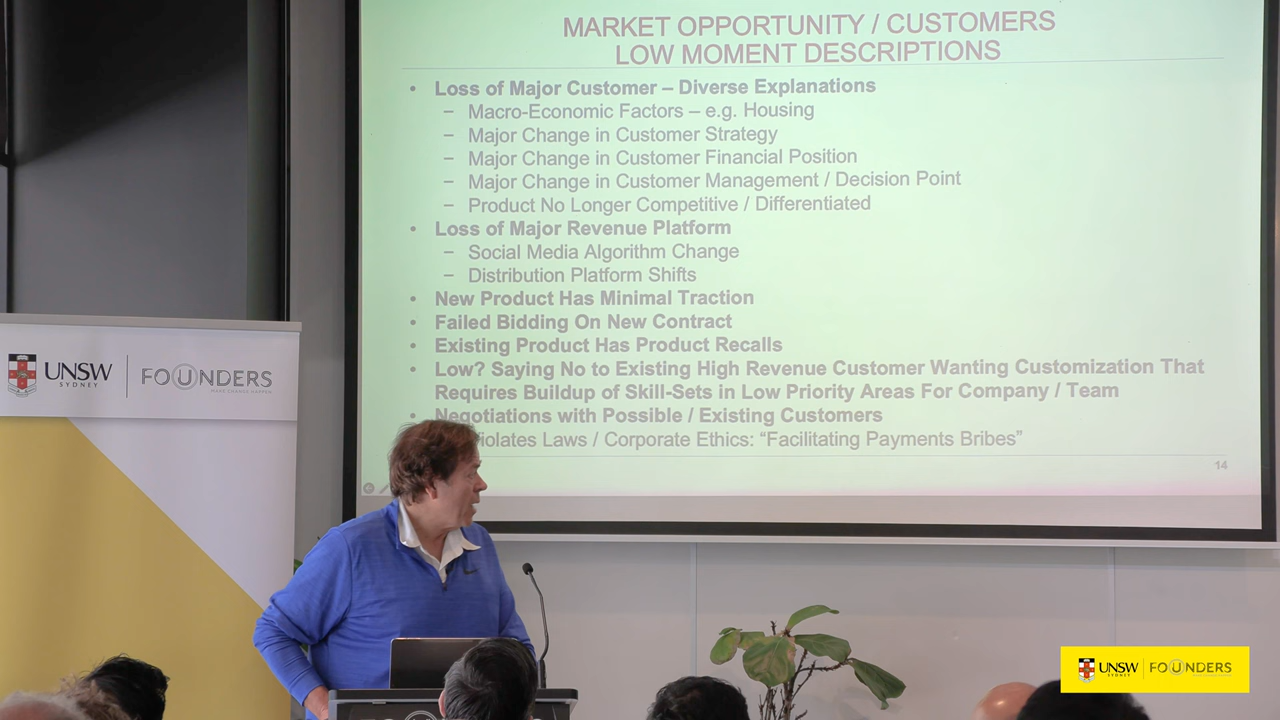 MARKET OPPORTUNITY / CUSTOMERS
LOW MOMENT DESCRIPTIONS
• Loss of Major Customer – Diverse Explanations
– Macro-Economic Factors – e.g. Housing
– Major Change in Customer Strategy
– Major Change in Customer Financial Position
– Major Change in Customer Management / Decision Point
– Product No Longer Competitive / Differentiated
• Loss of Major Revenue Platform
– Social Media Algorithm Change
– Distribution Platform Shifts
• New Product Has Minimal Traction
• Failed Bidding On New Contract
• Existing Product Has Product Recalls
• Low? Saying No to Existing High Revenue Customer Wanting Customization That
Requires Buildup of Skill-Sets in Low Priority Areas For Company / Team
• Negotiations with Possible / Existing Customers
Laws / Corporate Ethics: “Facilitating Payments Bribes”
14
UNSW
SYDNEY
FOUNDERS
MAKE CHANGE HAPPEN
UNSW
SYDNEY
FOUNDERS